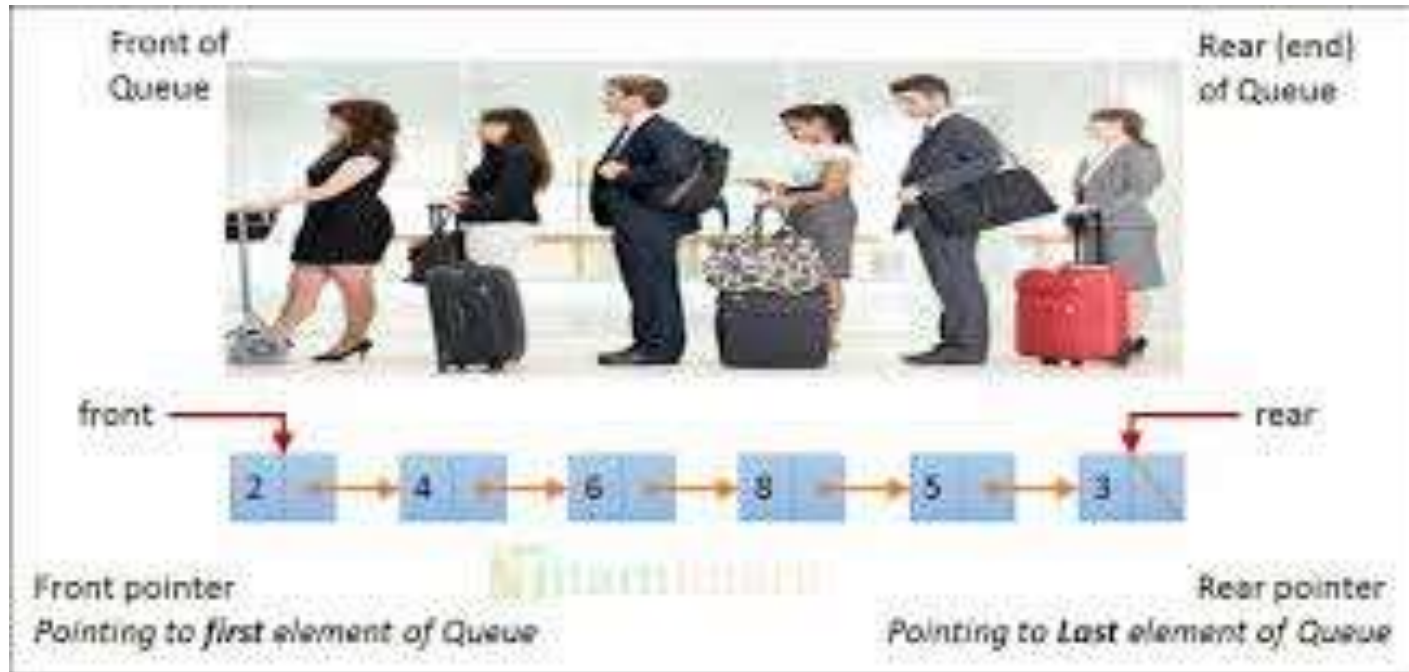 Front of
Queue
Rear (end)
of Queue
front
rear
2
4
6
8
5
3
Front pointer
Pointing to first element of Queue
Rear pointer
Pointing to Last element of Queue